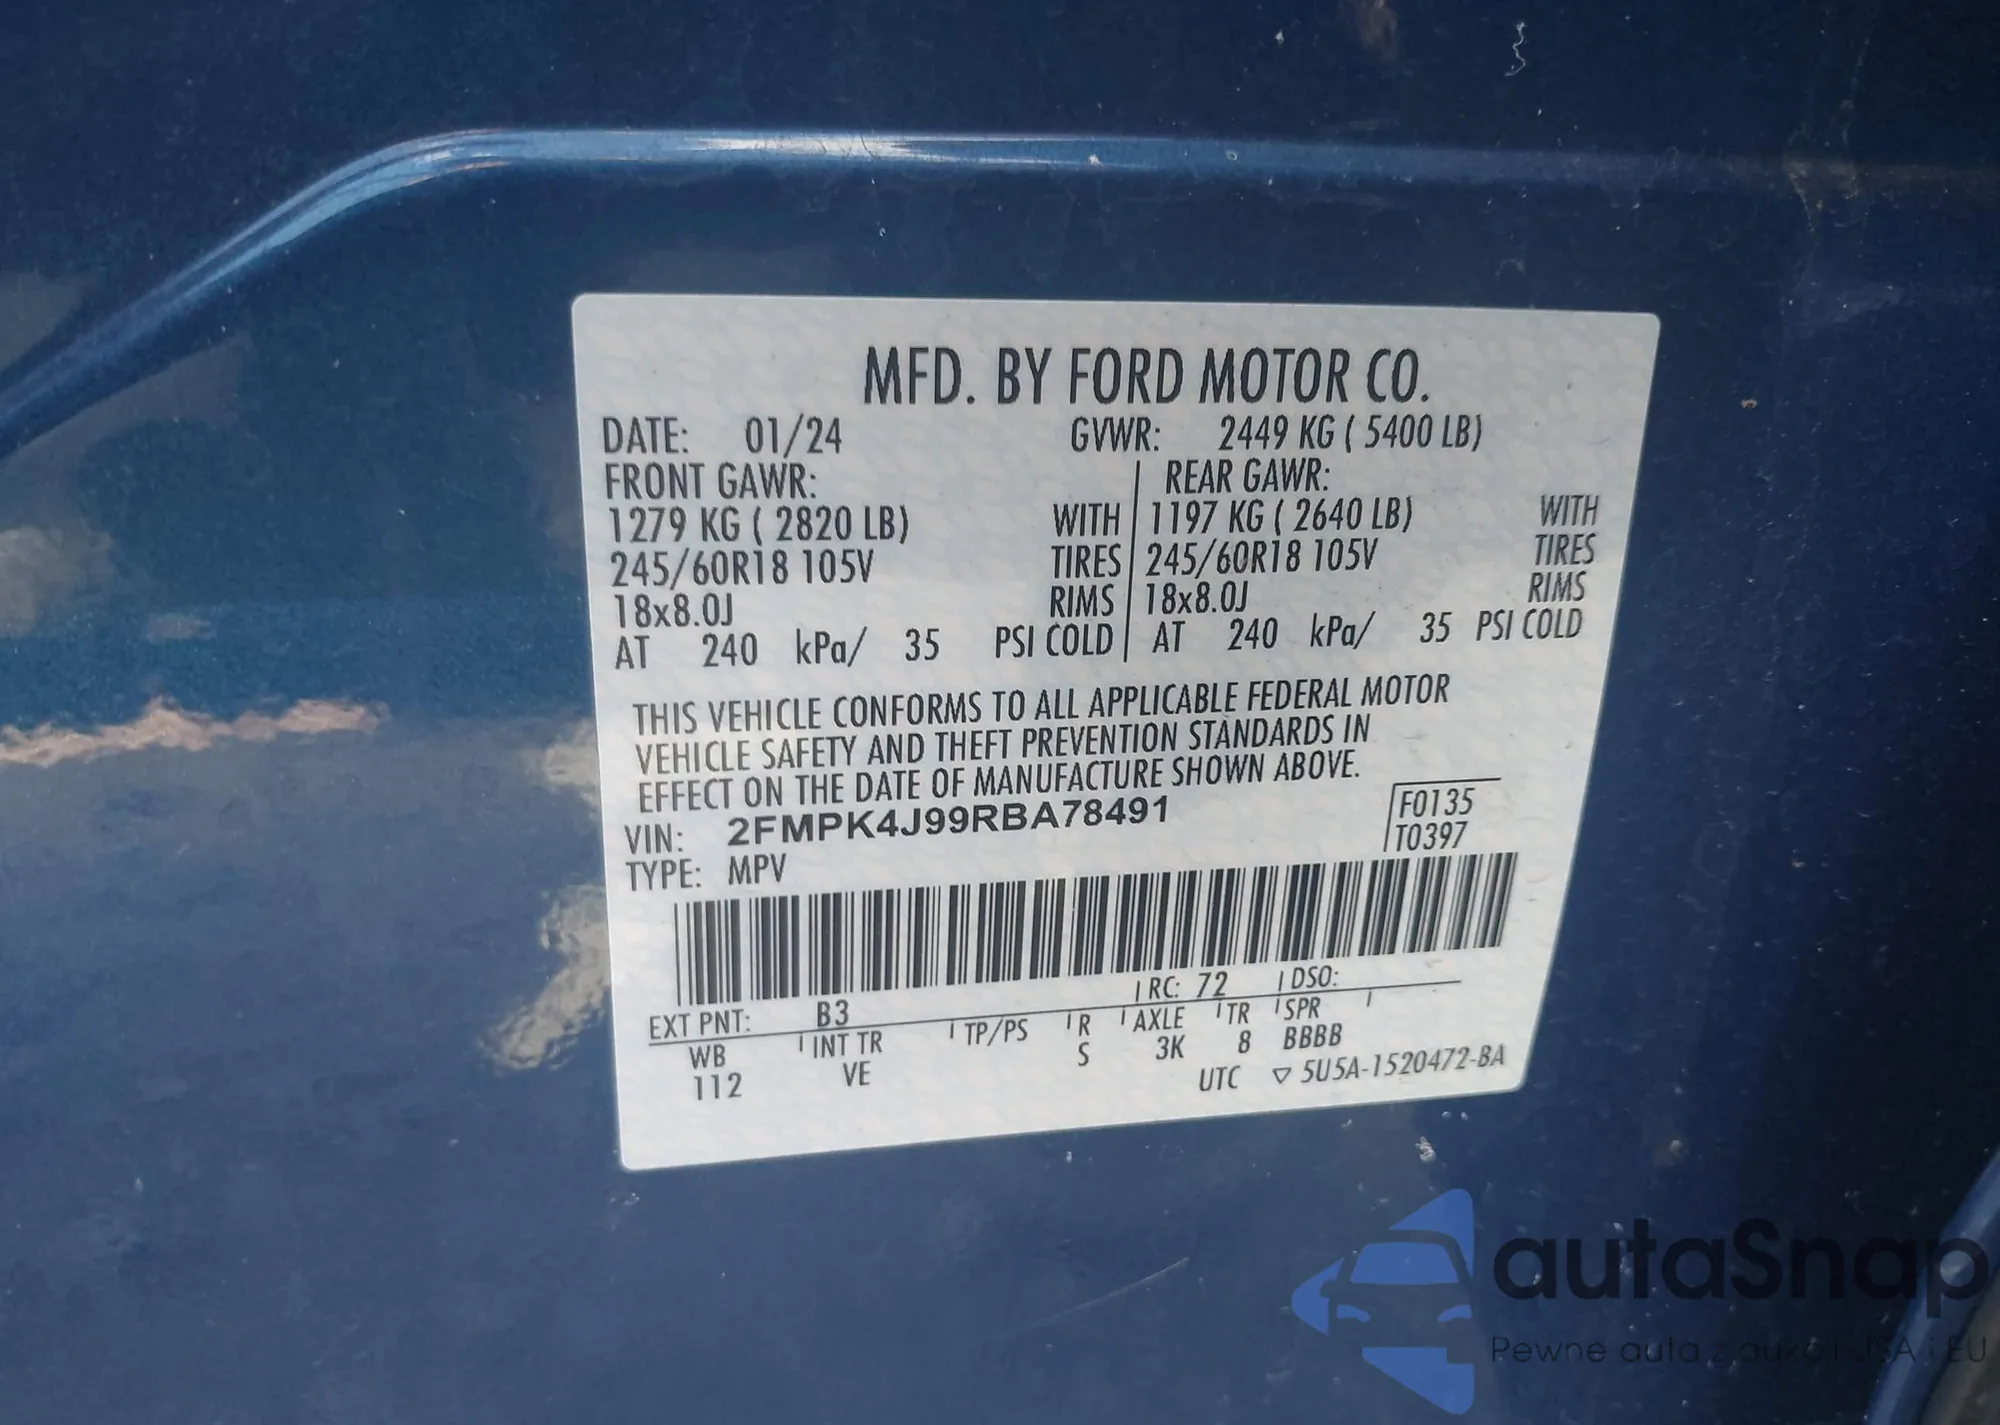 MFD. BY FORD MOTOR CO.
DATE: 01/24 GVWR: 2449 KG ( 5400 LB)
FRONT GAWR: REAR GAWR:
1279 KG ( 2820 LB) WITH 1197 KG ( 2640 LB) WITH
245/60R18 105V TIRES 245/60R18 105V TIRES
18x8.0J RIMS 18x8.0J RIMS
AT 240 kPa/ 35 PSI COLD AT 240 kPa/ 35 PSI COLD
THIS VEHICLE CONFORMS TO ALL APPLICABLE FEDERAL MOTOR
VEHICLE SAFETY AND THEFT PREVENTION STANDARDS IN
EFFECT ON THE DATE OF MANUFACTURE SHOWN ABOVE.
VIN: 2FMPK4J99RBA78491 F0135
TYPE: MPV T0397
EXT PNT: B3 RC: 72 DSO:
WB INT TR TP/PS R AXLE TR SPR
112 VE S 3K 8 BBBB
UTC ▽ 5U5A-1520472-BA
autaSnap
Pewne auta z aukcji USA i EU